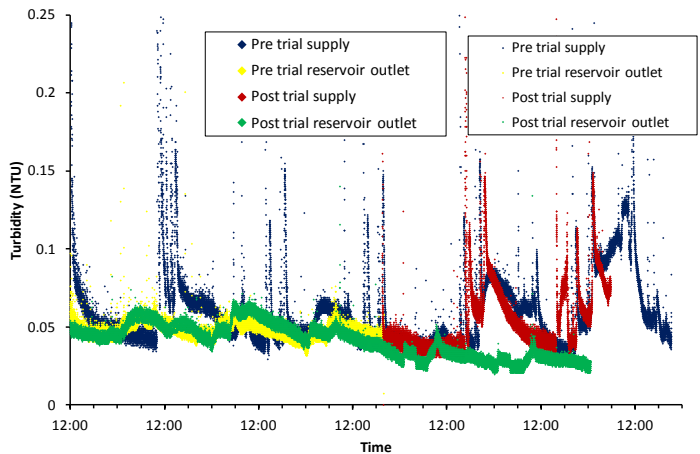 0.25
0.2
0.15
0.1
0.05
0
Turbidity (NTU)
Pre trial supply
Pre trial reservoir outlet
Post trial supply
Post trial reservoir outlet
Pre trial supply
Pre trial reservoir outlet
Post trial supply
Post trial reservoir outlet
12:00 12:00 12:00 12:00 12:00 12:00 12:00
Time